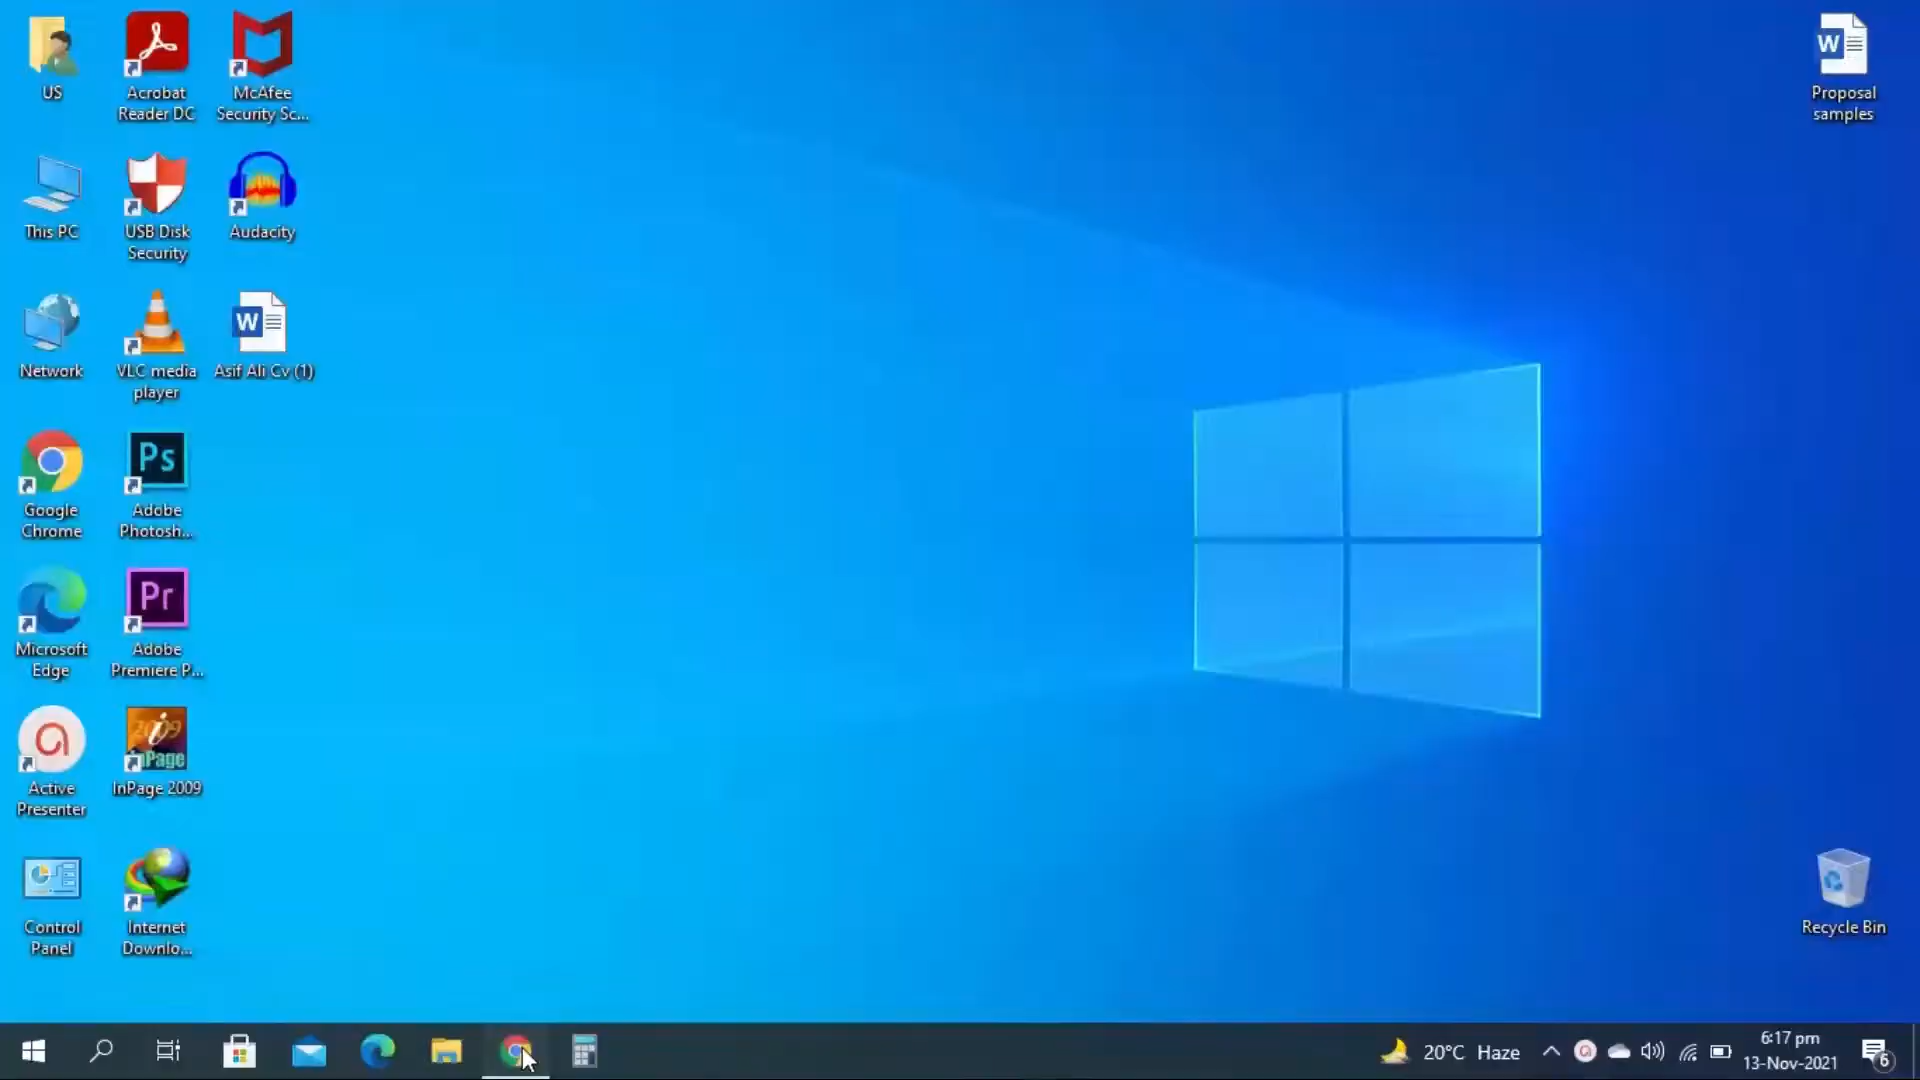 US
Acrobat
Reader DC
McAfee
Security Sc...
This PC
USB Disk
Security
Audacity
Network
VLC media
player
W
Asif Ali Cv (1)
Google
Chrome
Ps
Adobe
Photosh...
Microsoft
Edge
Pr
Adobe
Premiere P...
Active
Presenter
2009
InPage
InPage 2009
Control
Panel
Internet
Downlo...
W
Proposal
samples
Recycle Bin
20°C Haze
6:17 pm
13-Nov-2021
6